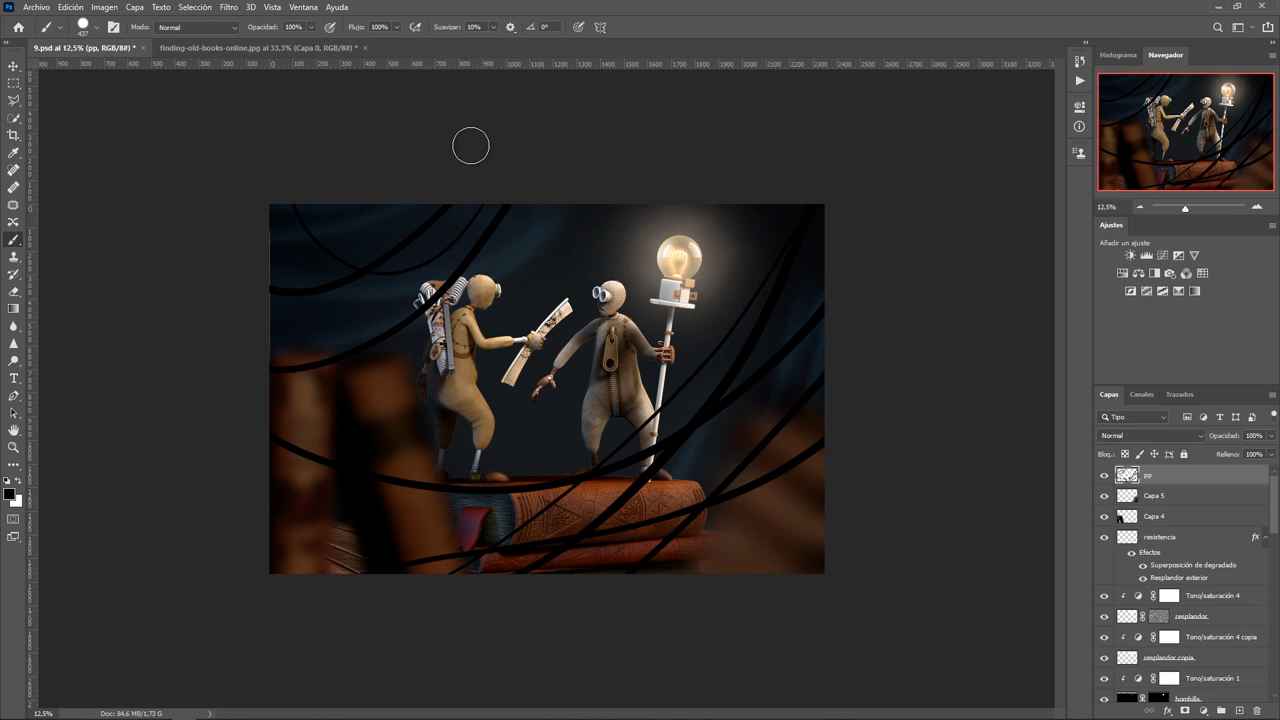 Archivo Edición Imagen Capa Texto Selección Filtro 3D Vista Ventana Ayuda
437 Modo: Normal Opacidad: 100% Flujo: 100% Suavizar: 10% 0°
9.psd al 12,5% (pp, RGB/8#) * × finding-old-books-online.jpg al 33,3% (Capa 0, RGB/8#) * ×
Histograma Navegador
12,5%
Ajustes
Añadir un ajuste
Capas Canales Trazados
Tipo
Normal Opacidad: 100%
Bloq.: Relleno: 100%
pp
Capa 5
Capa 4
resistencia fx
Efectos
Superposición de degradado
Resplandor exterior
Tono/saturación 4
resplandor
Tono/saturación 4 copia
resplandor copia
Tono/saturación 1
bombilla
12,5% Doc: 84,6 MB/1,73 G